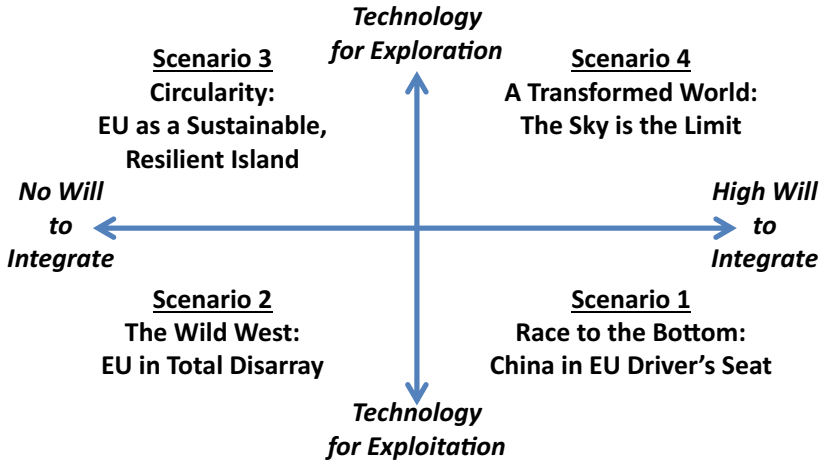 Technology
for Exploration
Scenario 3
Circularity:
EU as a Sustainable,
Resilient Island
Scenario 4
A Transformed World:
The Sky is the Limit
No Will
to
Integrate
High Will
to
Integrate
Scenario 2
The Wild West:
EU in Total Disarray
Scenario 1
Race to the Bottom:
China in EU Driver's Seat
Technology
for Exploitation